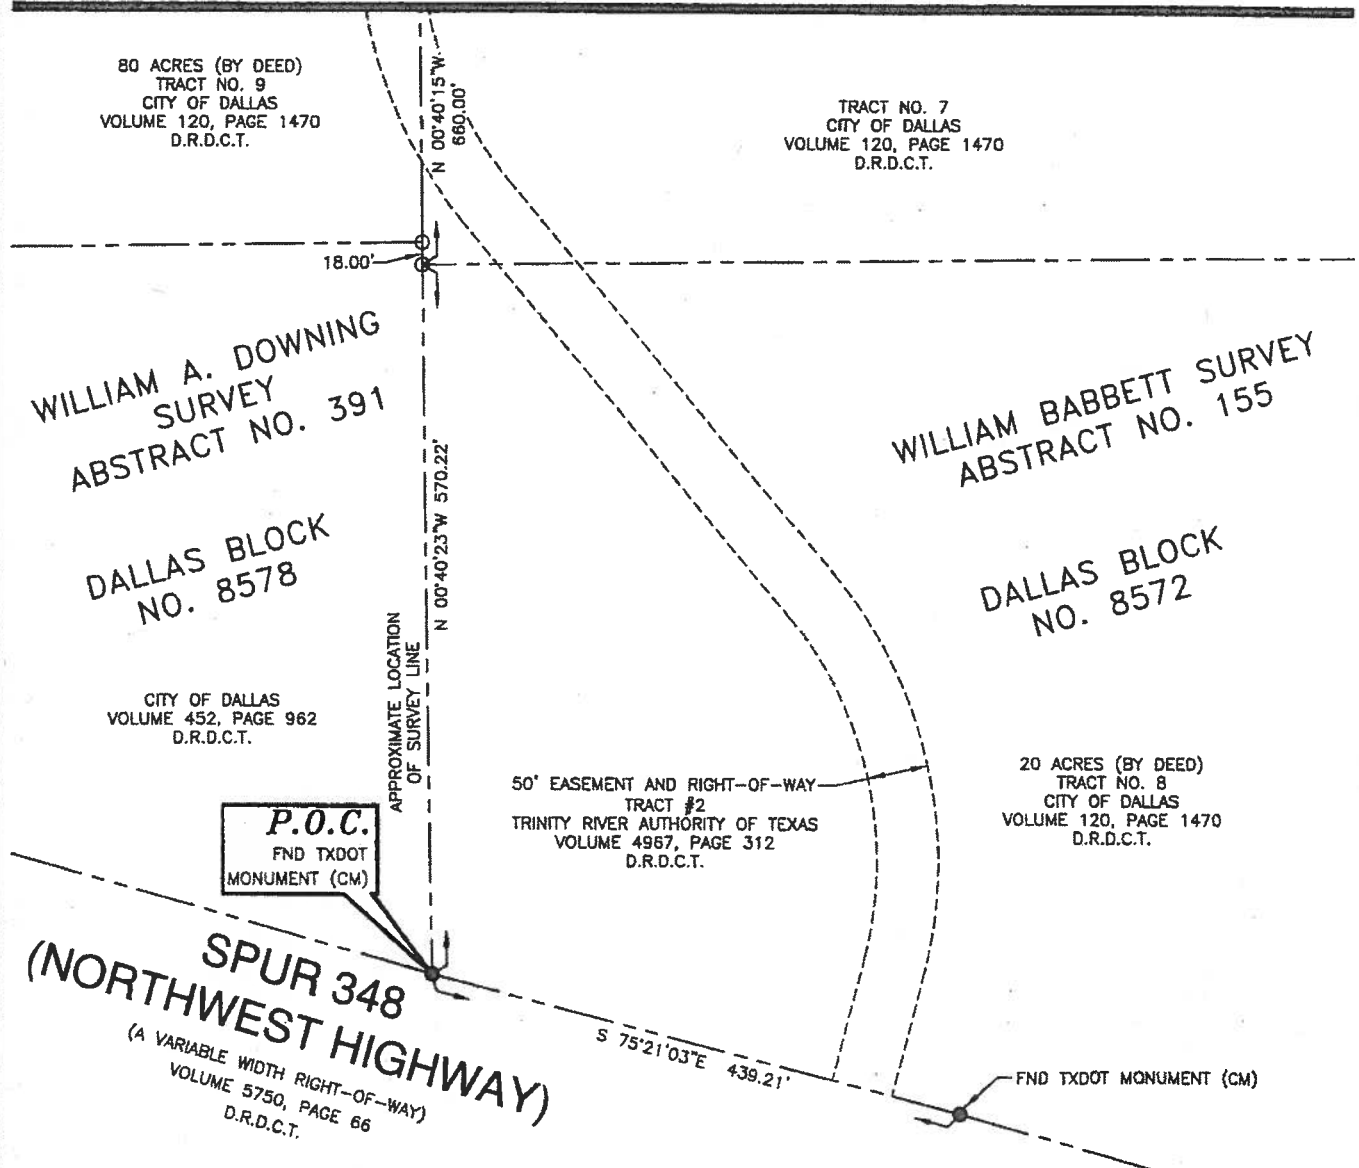 80 ACRES (BY DEED)
TRACT NO. 9
CITY OF DALLAS
VOLUME 120, PAGE 1470
D.R.D.C.T.
N 00°40'15"W
660.00'
TRACT NO. 7
CITY OF DALLAS
VOLUME 120, PAGE 1470
D.R.D.C.T.
18.00'
WILLIAM A. DOWNING
SURVEY
ABSTRACT NO. 391
WILLIAM BABBETT SURVEY
ABSTRACT NO. 155
N 00°40'23"W 570.22'
DALLAS BLOCK
NO. 8578
DALLAS BLOCK
NO. 8572
APPROXIMATE LOCATION
OF SURVEY LINE
CITY OF DALLAS
VOLUME 452, PAGE 962
D.R.D.C.T.
50' EASEMENT AND RIGHT-OF-WAY
TRACT #2
TRINITY RIVER AUTHORITY OF TEXAS
VOLUME 4967, PAGE 312
D.R.D.C.T.
20 ACRES (BY DEED)
TRACT NO. 8
CITY OF DALLAS
VOLUME 120, PAGE 1470
D.R.D.C.T.
P.O.C.
FND TXDOT
MONUMENT (CM)
SPUR 348
(NORTHWEST HIGHWAY)
(A VARIABLE WIDTH RIGHT-OF-WAY)
VOLUME 5750, PAGE 66
D.R.D.C.T.
S 75°21'03"E 439.21'
FND TXDOT MONUMENT (CM)